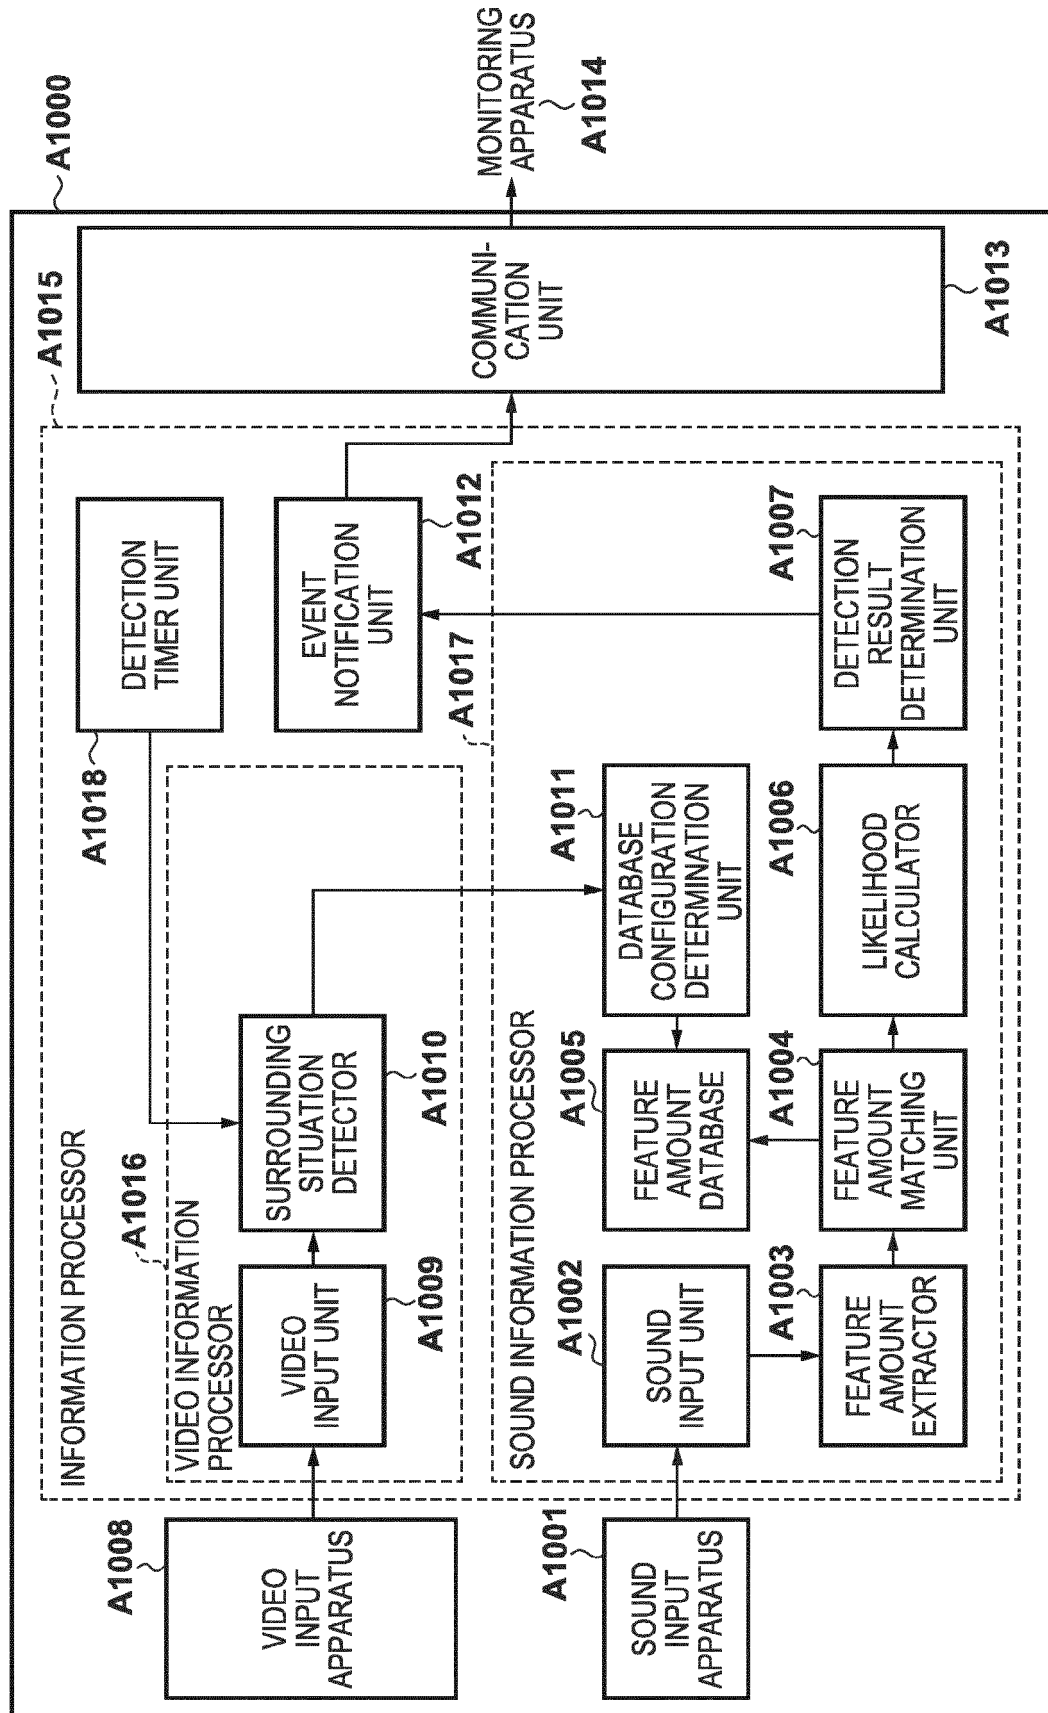 A1000
A1015
INFORMATION PROCESSOR
A1008
VIDEO
INPUT
APPARATUS
A1016
VIDEO INFORMATION
PROCESSOR
VIDEO
INPUT UNIT
A1009
SURROUNDING
SITUATION
DETECTOR
A1010
A1018
DETECTION
TIMER UNIT
EVENT
NOTIFICATION
UNIT
A1012
COMMUNI-
CATION
UNIT
A1013
MONITORING
APPARATUS
A1014
A1017
SOUND INFORMATION PROCESSOR
A1001
SOUND
INPUT
APPARATUS
A1002
SOUND
INPUT UNIT
A1005
FEATURE
AMOUNT
DATABASE
A1011
DATABASE
CONFIGURATION
DETERMINATION
UNIT
A1003
FEATURE
AMOUNT
EXTRACTOR
A1004
FEATURE
AMOUNT
MATCHING
UNIT
A1006
LIKELIHOOD
CALCULATOR
A1007
DETECTION
RESULT
DETERMINATION
UNIT